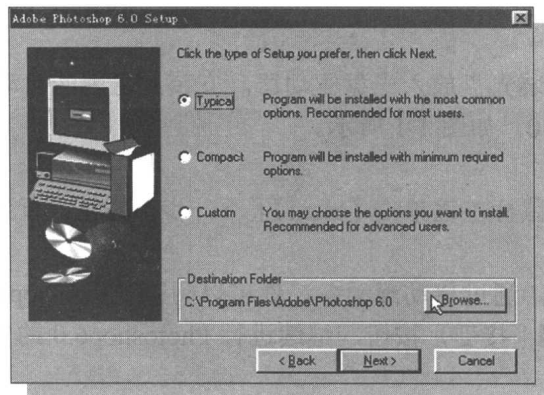 Adobe Photoshop 6.0 Setup
Click the type of Setup you prefer, then click Next.
Typical
Program will be installed with the most common
options. Recommended for most users.
Compact
Program will be installed with minimum required
options.
Custom
You may choose the options you want to install.
Recommended for advanced users.
Destination Folder
C:\Program Files\Adobe\Photoshop 6.0
Browse...
< Back
Next >
Cancel